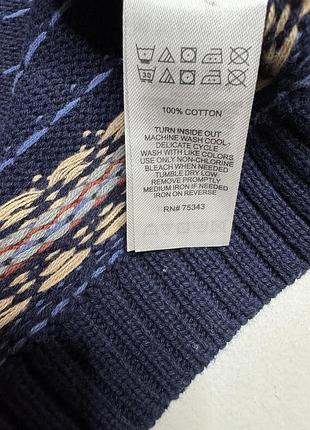 30
100% COTTON
TURN INSIDE OUT
MACHINE WASH COOL -
DELICATE CYCLE
WASH WITH LIKE COLORS
USE ONLY NON-CHLORINE
BLEACH WHEN NEEDED
TUMBLE DRY LOW
REMOVE PROMPTLY
MEDIUM IRON IF NEEDED
IRON ON REVERSE
RN# 75343